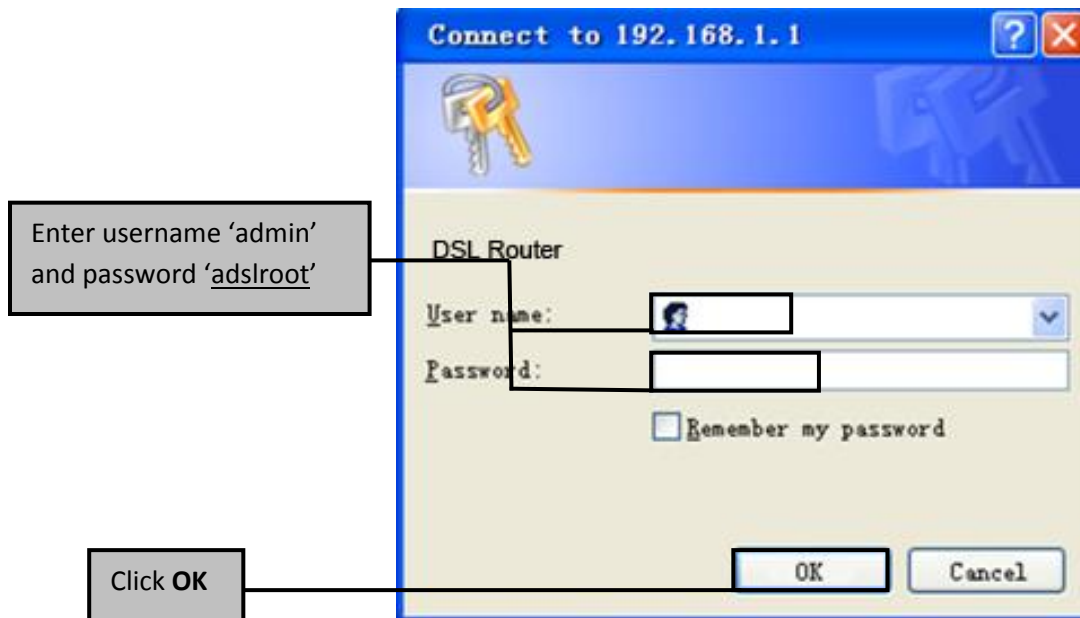 Connect to 192.168.1.1
Enter username ‘admin’
and password ‘adslroot’
DSL Router
User name:
Password:
Remember my password
Click OK
OK
Cancel